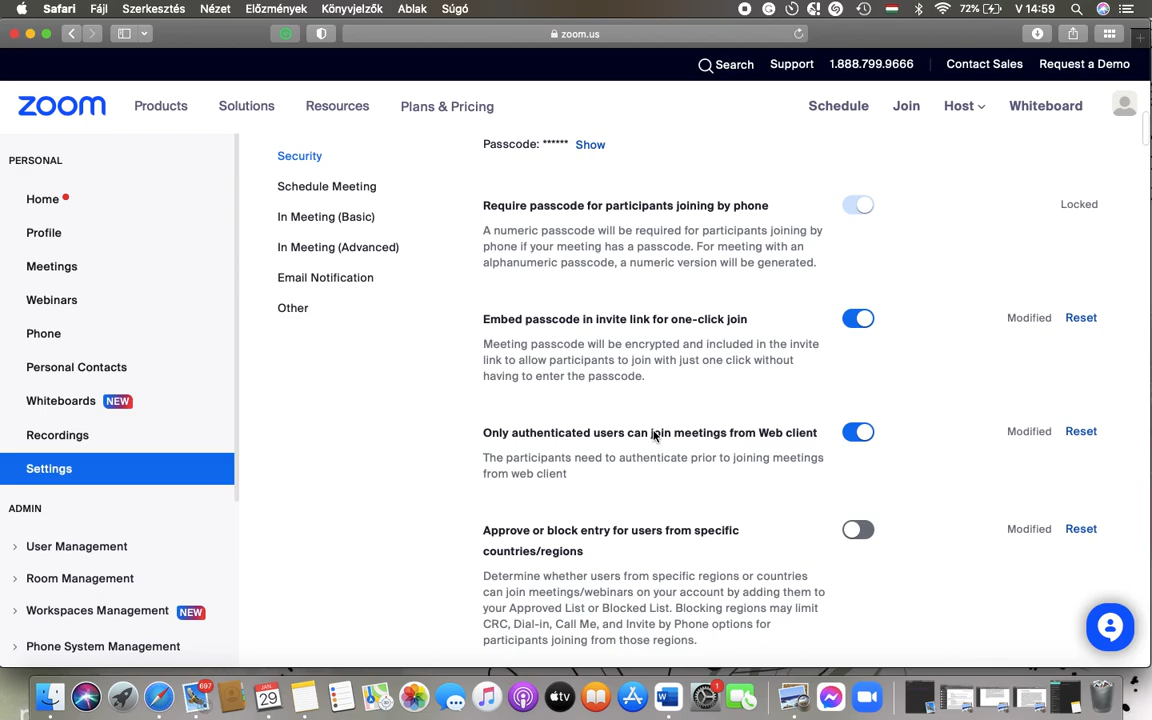 Safari Fájl Szerkesztés Nézet Előzmények Könyvjelzők Ablak Súgó 72% V 14:59
zoom.us
Search Support 1.888.799.9666 Contact Sales Request a Demo
zoom Products Solutions Resources Plans & Pricing Schedule Join Host Whiteboard
PERSONAL
Home
Profile
Meetings
Webinars
Phone
Personal Contacts
Whiteboards NEW
Recordings
Settings
ADMIN
User Management
Room Management
Workspaces Management NEW
Phone System Management
Security
Schedule Meeting
In Meeting (Basic)
In Meeting (Advanced)
Email Notification
Other
Passcode: ****** Show
Require passcode for participants joining by phone
Locked
A numeric passcode will be required for participants joining by
phone if your meeting has a passcode. For meeting with an
alphanumeric passcode, a numeric version will be generated.
Embed passcode in invite link for one-click join
Modified Reset
Meeting passcode will be encrypted and included in the invite
link to allow participants to join with just one click without
having to enter the passcode.
Only authenticated users can join meetings from Web client
Modified Reset
The participants need to authenticate prior to joining meetings
from web client
Approve or block entry for users from specific
countries/regions
Modified Reset
Determine whether users from specific regions or countries
can join meetings/webinars on your account by adding them to
your Approved List or Blocked List. Blocking regions may limit
CRC, Dial-in, Call Me, and Invite by Phone options for
participants joining from those regions.
697
JAN
29
tv
W
1